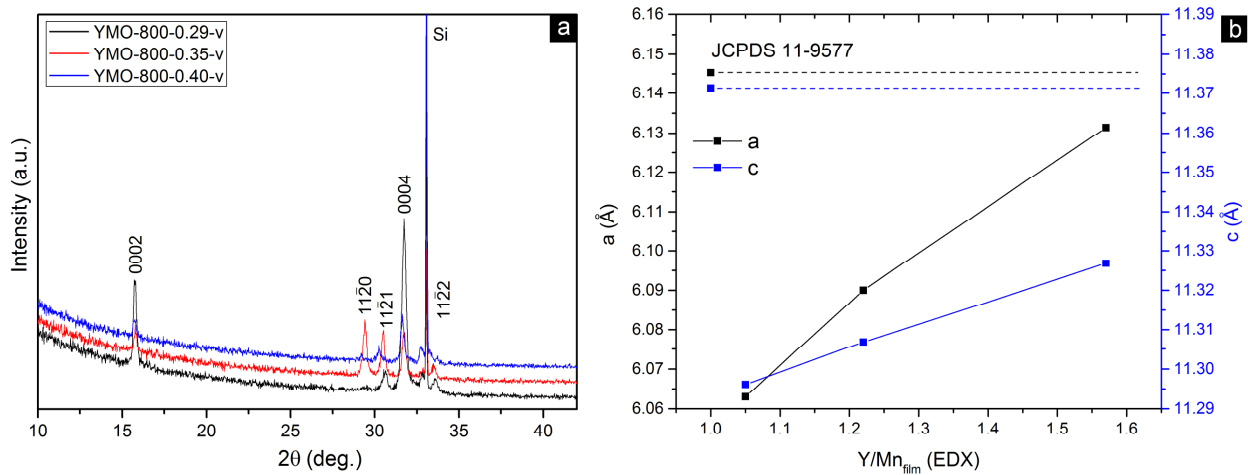 a
YMO-800-0.29-v
YMO-800-0.35-v
YMO-800-0.40-v
Si
0002
112̄0
112̄1
0004
112̄2
Intensity (a.u.)
10 15 20 25 30 35 40
2θ (deg.)
b
JCPDS 11-9577
a
c
6.16
6.15
6.14
6.13
6.12
6.11
6.10
6.09
6.08
6.07
6.06
a (Å)
11.39
11.38
11.37
11.36
11.35
11.34
11.33
11.32
11.31
11.30
11.29
c (Å)
1.0 1.1 1.2 1.3 1.4 1.5 1.6
Y/Mn_film (EDX)